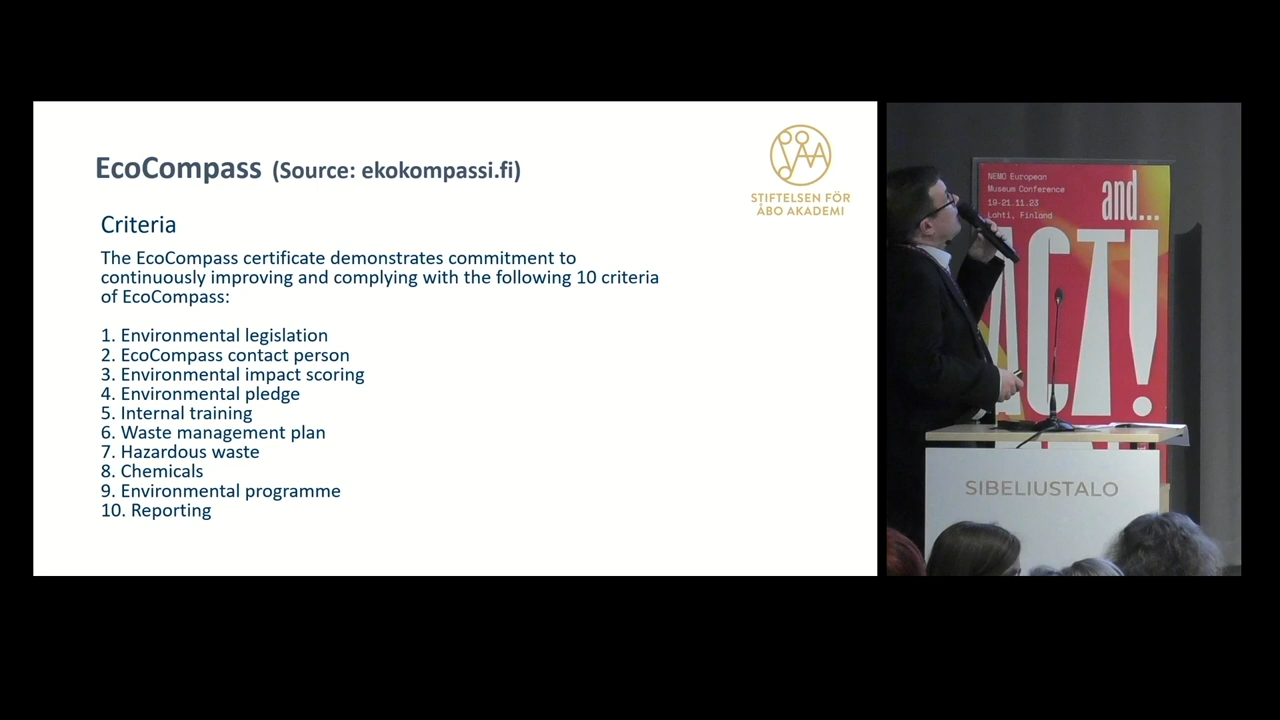 EcoCompass (Source: ekokompassi.fi)
STIFTELSEN FÖR
ÅBO AKADEMI
Criteria
The EcoCompass certificate demonstrates commitment to
continuously improving and complying with the following 10 criteria
of EcoCompass:
1. Environmental legislation
2. EcoCompass contact person
3. Environmental impact scoring
4. Environmental pledge
5. Internal training
6. Waste management plan
7. Hazardous waste
8. Chemicals
9. Environmental programme
10. Reporting
NEMO European
Museum Conference
19-21.11.23
Lahti, Finland
and...
ACT!
SIBELIUSTALO